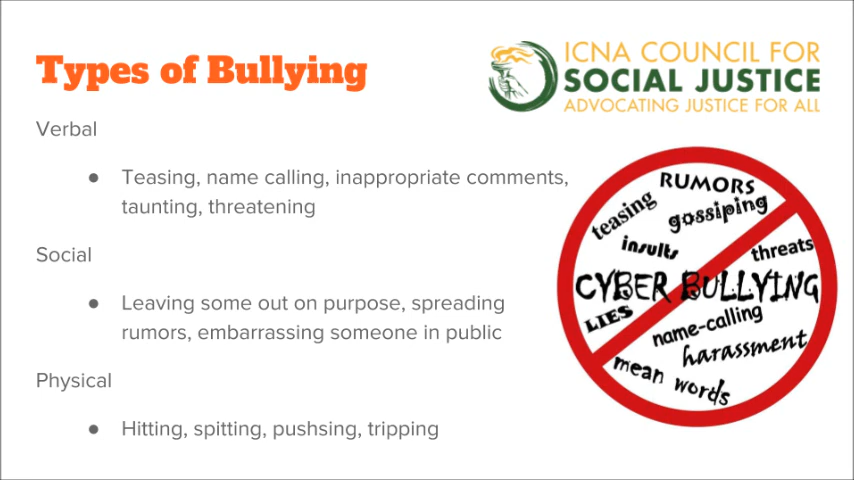 Types of Bullying
ICNA COUNCIL FOR
SOCIAL JUSTICE
ADVOCATING JUSTICE FOR ALL
Verbal
● Teasing, name calling, inappropriate comments,
taunting, threatening
Social
● Leaving some out on purpose, spreading
rumors, embarrassing someone in public
Physical
● Hitting, spitting, pushsing, tripping
RUMORS
teasing
gossiping
insults
threats
CYBER BULLYING
LIES
name-calling
harassment
mean words